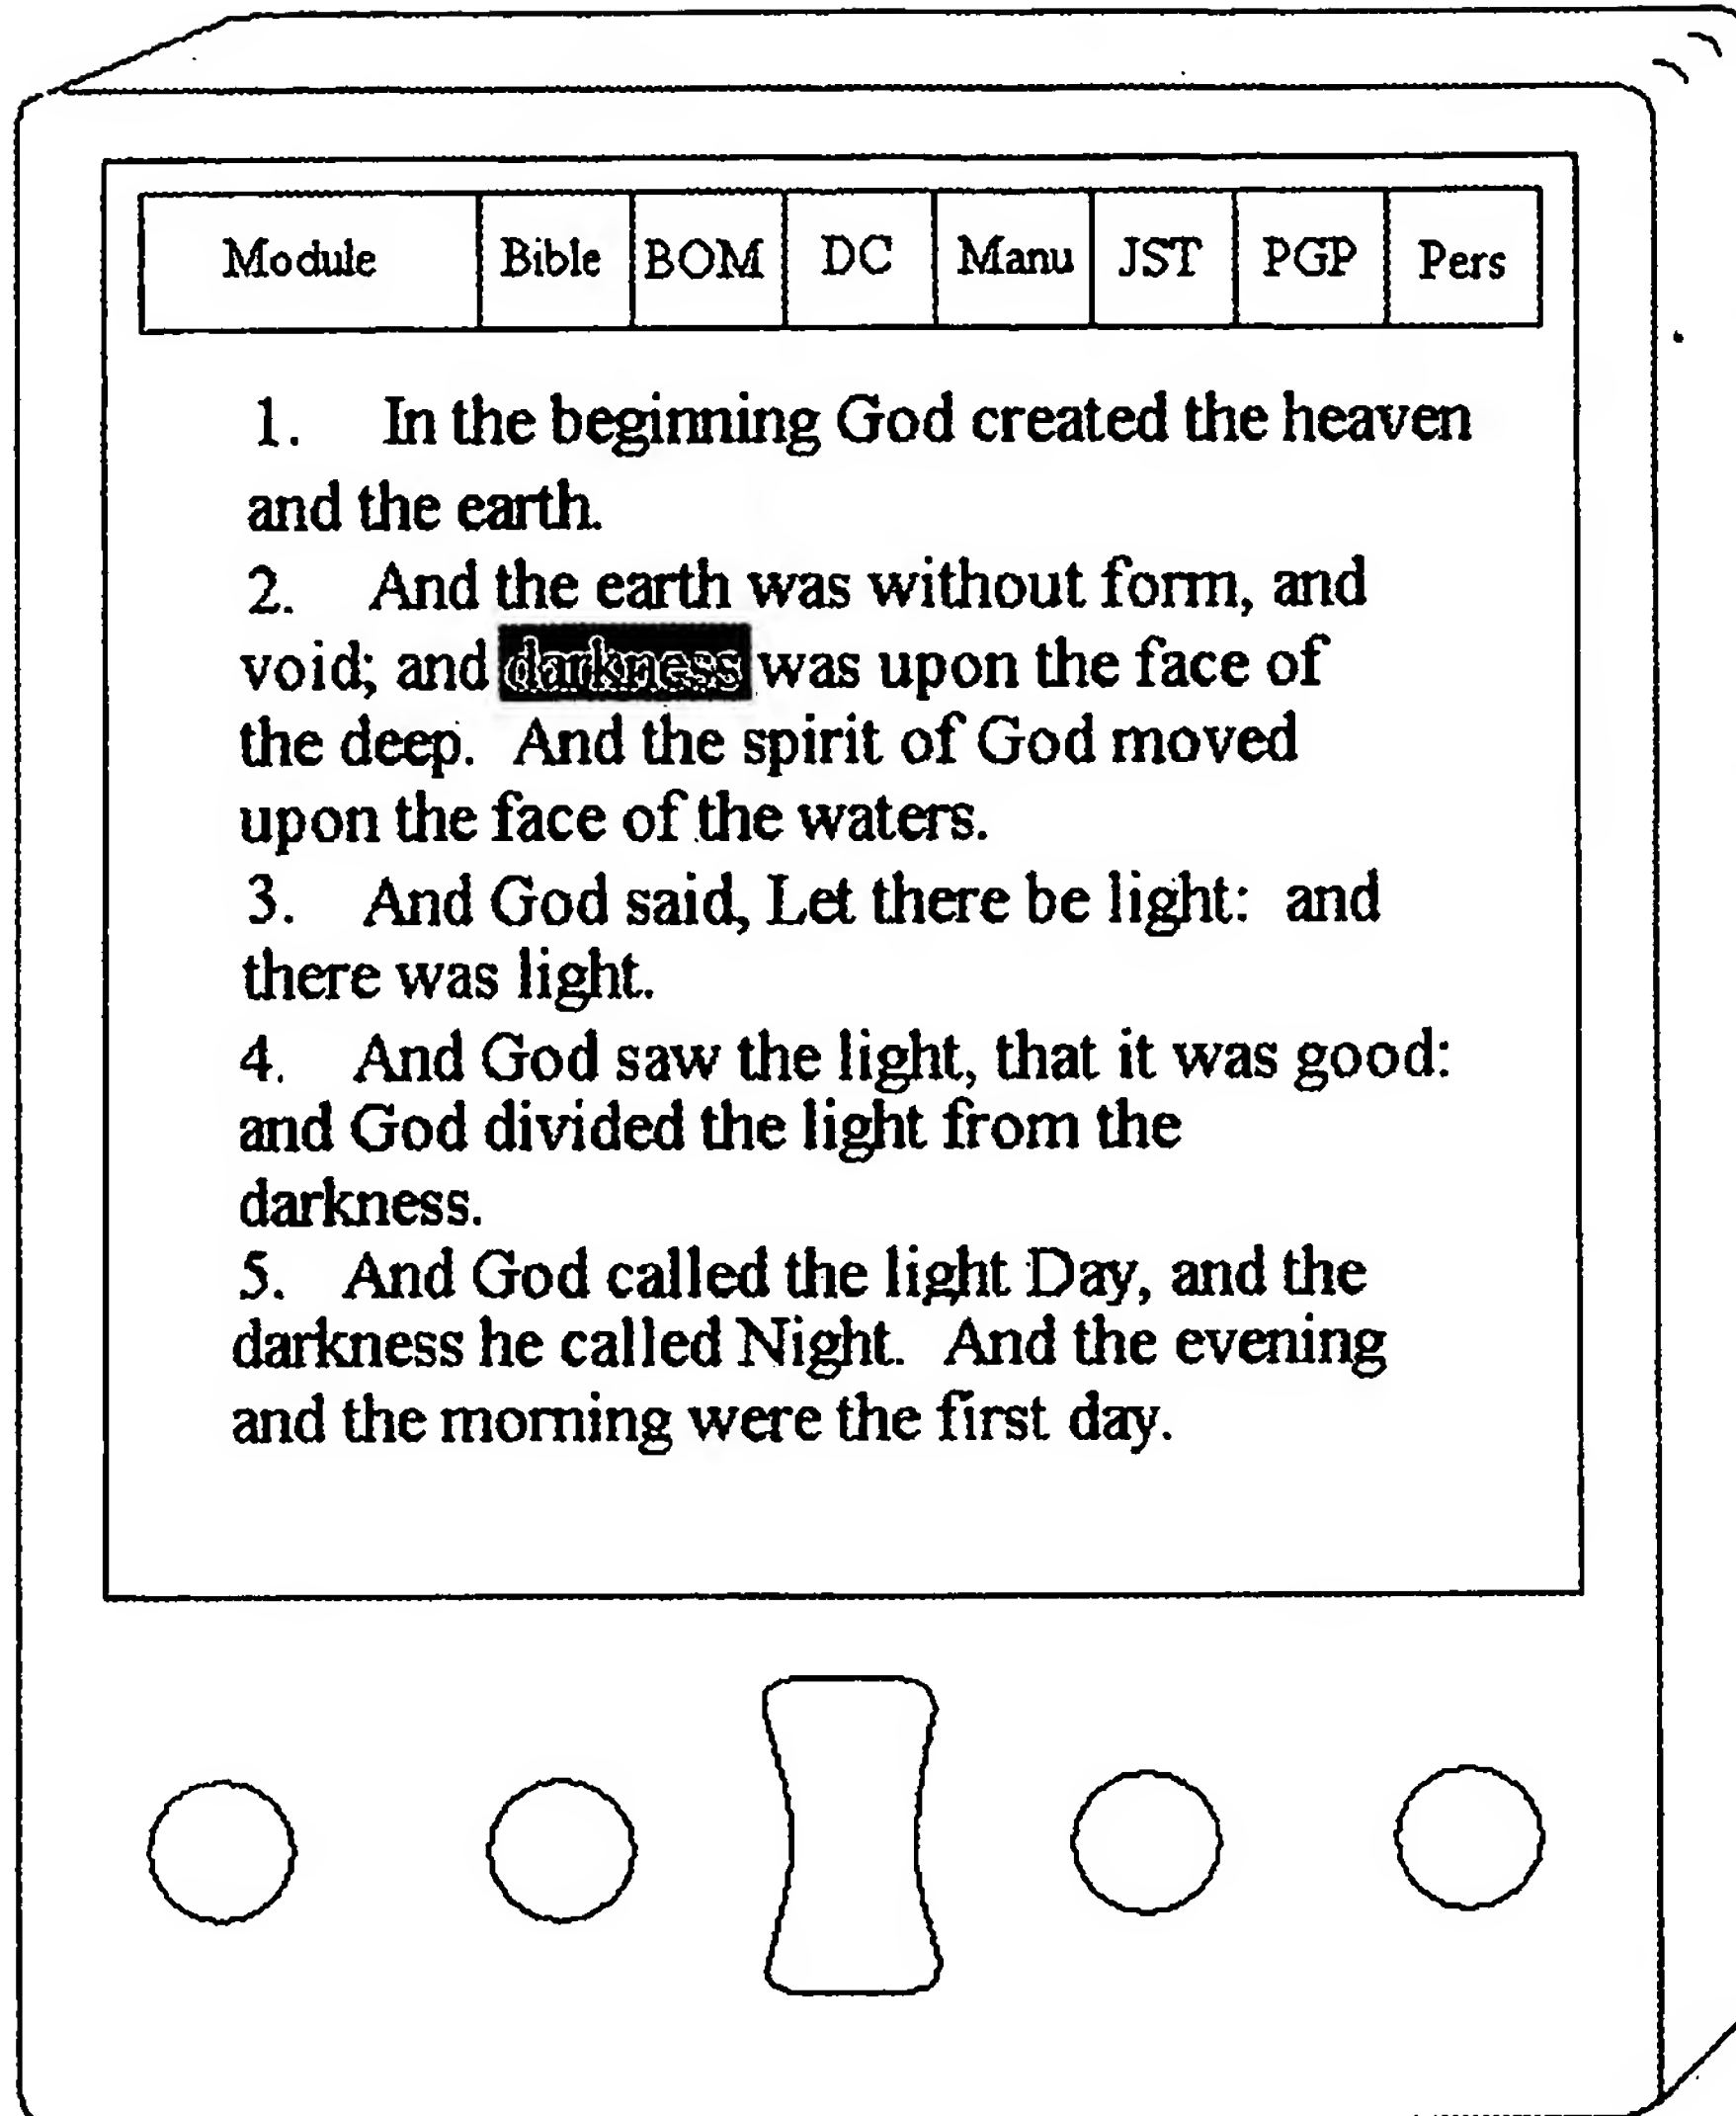 Module Bible BOM DC Manu JST PGP Pers
1. In the beginning God created the heaven
and the earth.
2. And the earth was without form, and
void; and darkness was upon the face of
the deep. And the spirit of God moved
upon the face of the waters.
3. And God said, Let there be light: and
there was light.
4. And God saw the light, that it was good:
and God divided the light from the
darkness.
5. And God called the light Day, and the
darkness he called Night. And the evening
and the morning were the first day.